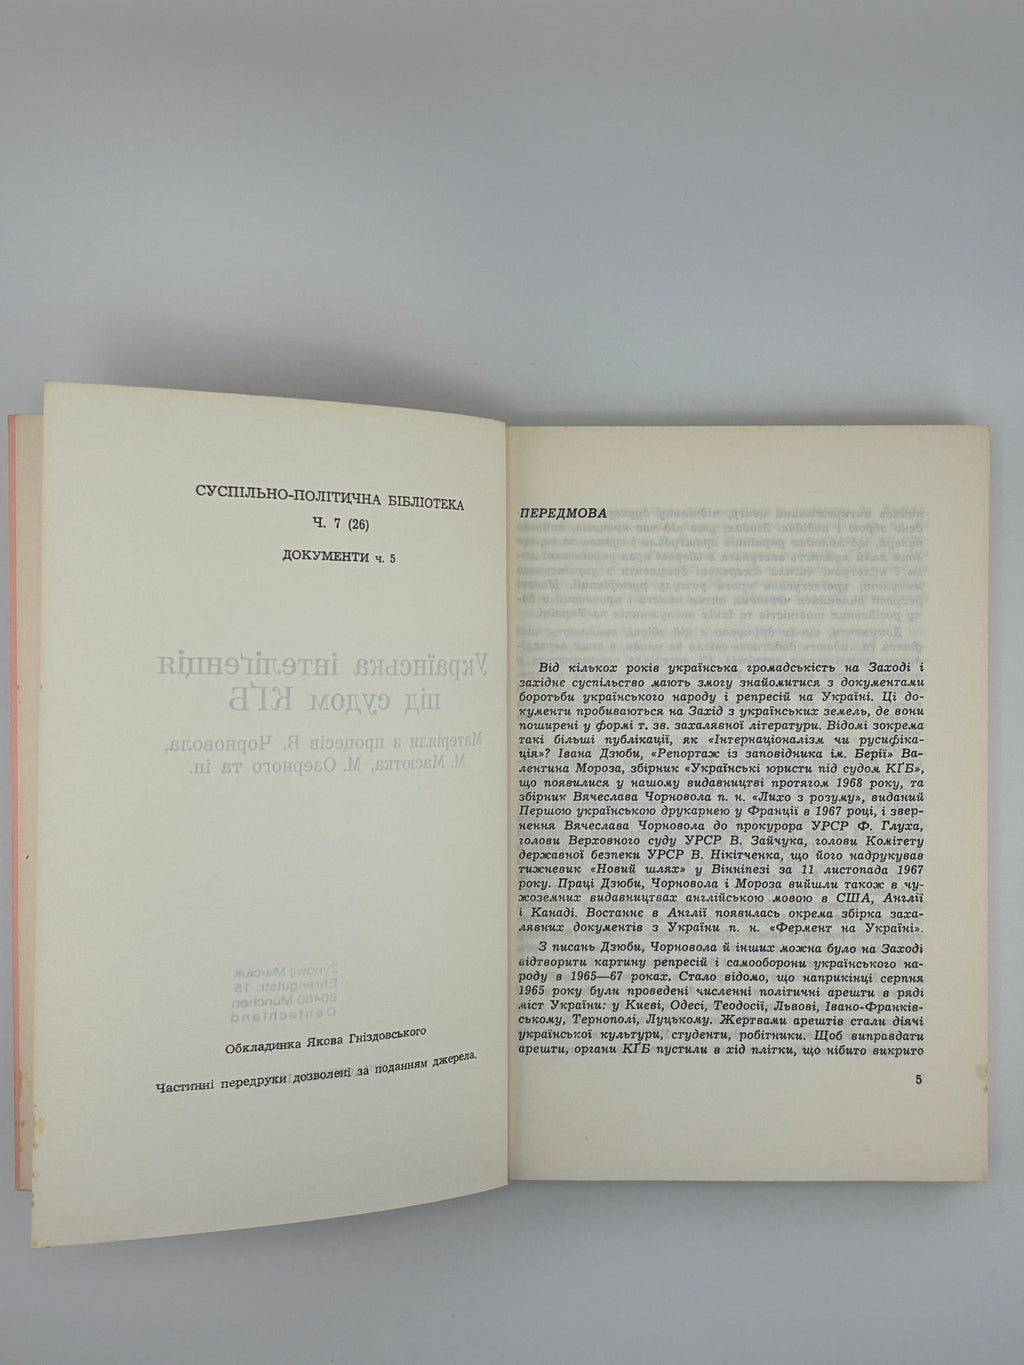 СУСПІЛЬНО-ПОЛІТИЧНА БІБЛІОТЕКА
Ч. 7 (26)
ДОКУМЕНТИ ч. 5
Українська інтеліґенція
під судом КҐБ
Матеріяли з процесів В. Чорновола,
М. Масютка, М. Озерного та ін.
Zynowij Marciuk
Ehrengutstr. 15
80469 München
Deutschland
Обкладинка Якова Гніздовського
Частинні передруки дозволені за поданням джерела.
ПЕРЕДМОВА
Від кількох років українська громадськість на Заході і
західне суспільство мають змогу знайомитися з документами
боротьби українського народу і репресій на Україні. Ці до-
кументи пробиваються на Захід з українських земель, де вони
поширені у формі т. зв. захалявної літератури. Відомі зокрема
такі більші публікації, як «Інтернаціоналізм чи русифіка-
ція»? Івана Дзюби, «Репортаж із заповідника ім. Берії» Ва-
лентина Мороза, збірник «Українські юристи під судом КҐБ»,
що появилися у нашому видавництві протягом 1968 року, та
збірник Вячеслава Чорновола п. н. «Лихо з розуму», виданий
Першою українською друкарнею у Франції в 1967 році, і звер-
нення Вячеслава Чорновола до прокурора УРСР Ф. Глуха,
голови Верховного суду УРСР В. Зайчука, голови Комітету
державної безпеки УРСР В. Нікітченка, що його надрукував
тижневик «Новий шлях» у Вінніпезі за 11 листопада 1967
року. Праці Дзюби, Чорновола і Мороза вийшли також в чу-
жоземних видавництвах англійською мовою в США, Англії
і Канаді. Востаннє в Англії появилась окрема збірка заха-
лявних документів з України п. н. «Фермент на Україні».
З писань Дзюби, Чорновола й інших можна було на Заході
відтворити картину репресій і самооборони українського на-
роду в 1965—67 роках. Стало відомо, що наприкінці серпня
1965 року були проведені численні політичні арешти в ряді
міст України: у Києві, Одесі, Теодосії, Львові, Івано-Франків-
ському, Тернополі, Луцькому. Жертвами арештів стали діячі
української культури, студенти, робітники. Щоб виправдати
арешти, органи КҐБ пустили в хід плітки, що нібито викрито
5